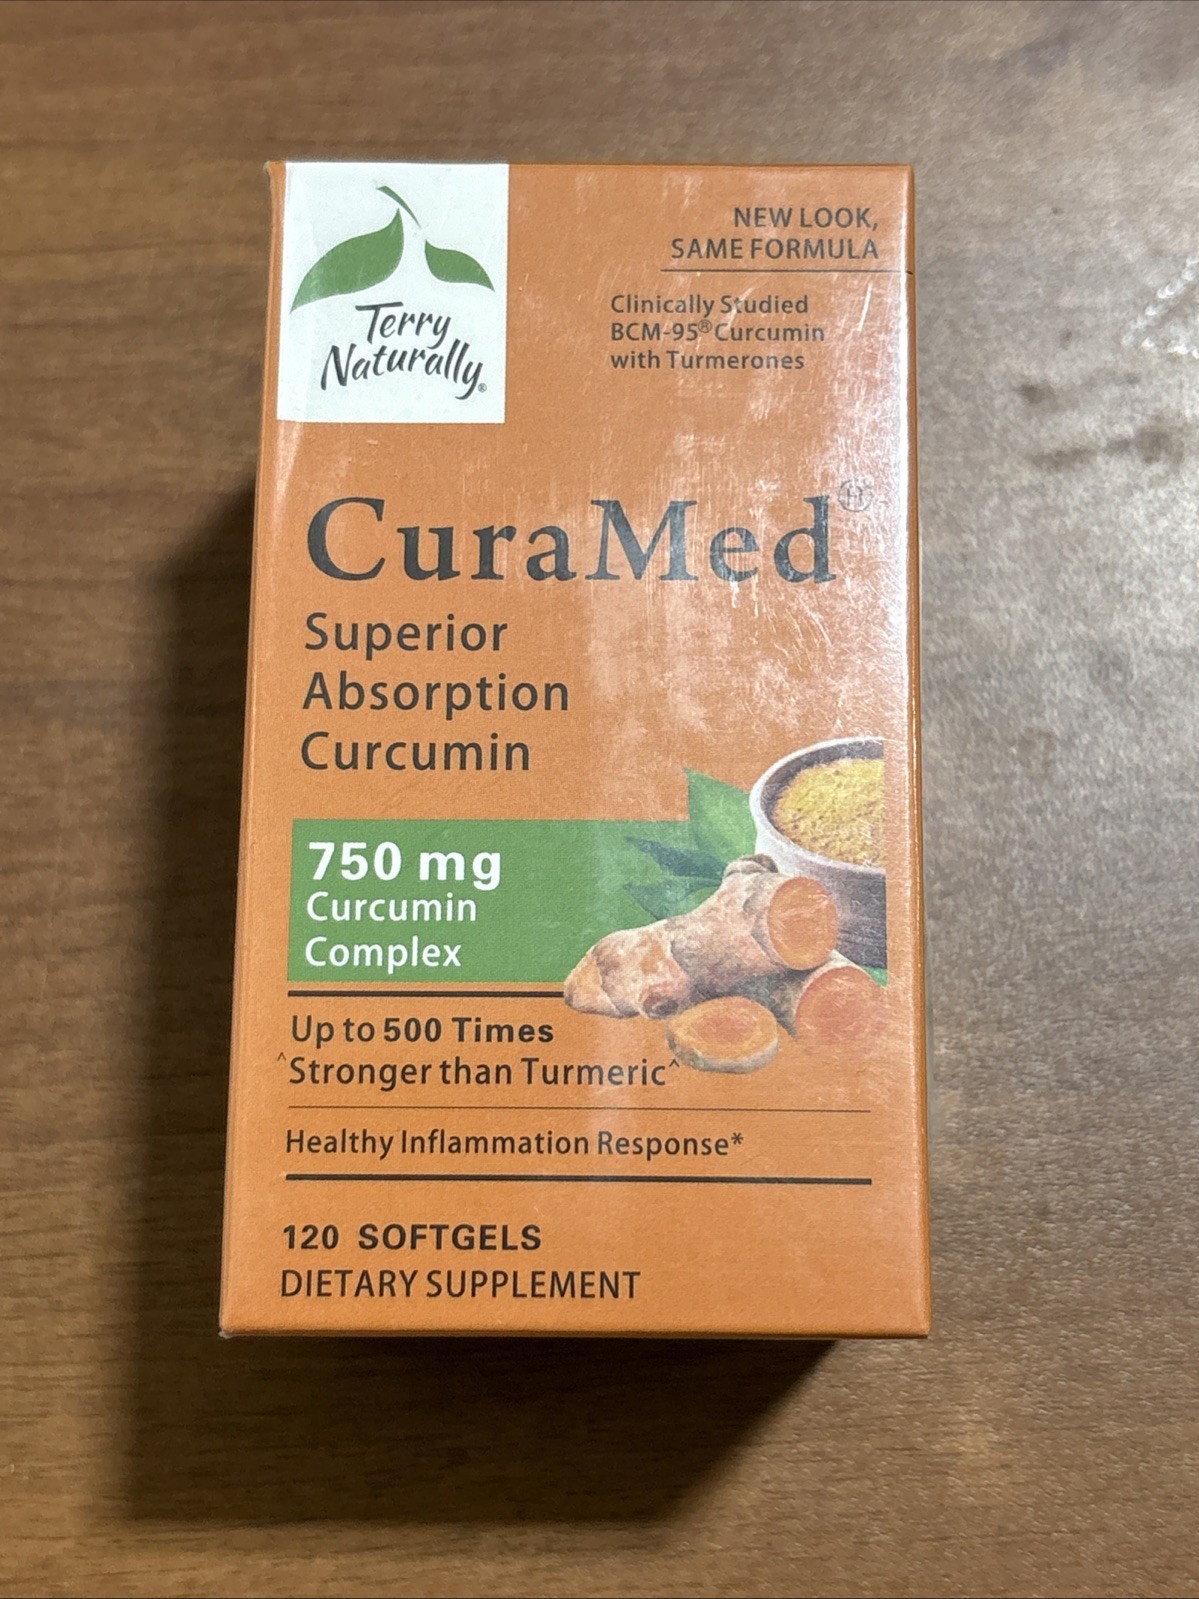 Terry
Naturally®
NEW LOOK,
SAME FORMULA
Clinically Studied
BCM-95® Curcumin
with Turmerones
CuraMed®
Superior
Absorption
Curcumin
750 mg
Curcumin
Complex
Up to 500 Times
^Stronger than Turmeric^
Healthy Inflammation Response*
120 SOFTGELS
DIETARY SUPPLEMENT